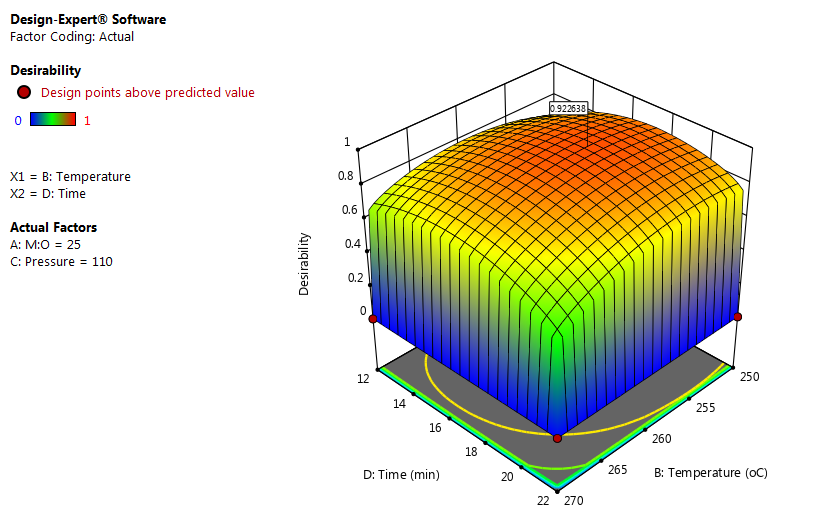 Design-Expert® Software
Factor Coding: Actual
Desirability
Design points above predicted value
0 1
X1 = B: Temperature
X2 = D: Time
Actual Factors
A: M:O = 25
C: Pressure = 110
0.922638
1
0.8
0.6
0.4
0.2
0
Desirability
12
14
16
18
20
22
D: Time (min)
250
255
260
265
270
B: Temperature (oC)